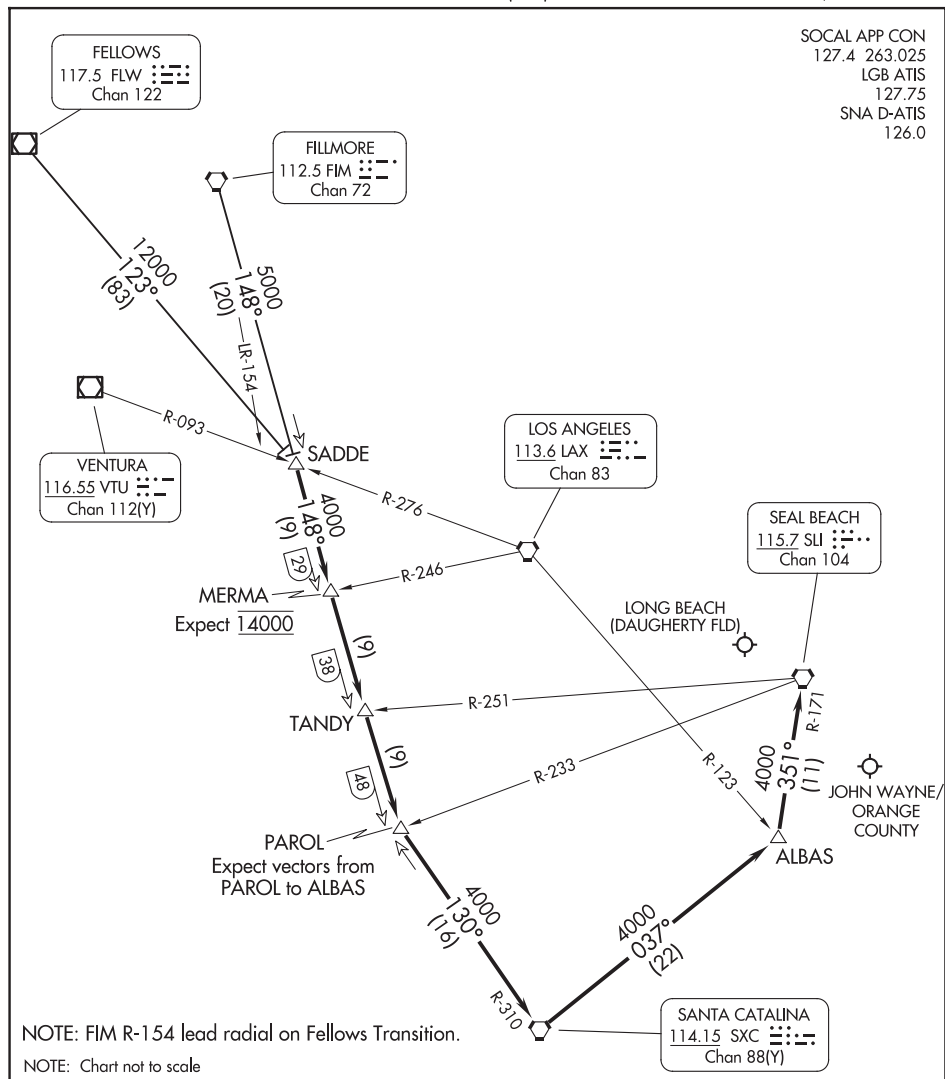 SOCAL APP CON
127.4 263.025
LGB ATIS
127.75
SNA D-ATIS
126.0
FELLOWS
117.5 FLW
Chan 122
FILLMORE
112.5 FIM
Chan 72
12000
123°
(83)
5000
148°
(20)
LR-154
R-093
VENTURA
116.55 VTU
Chan 112(Y)
SADDE
LOS ANGELES
113.6 LAX
Chan 83
R-276
4000
148°
(9)
SEAL BEACH
115.7 SLI
Chan 104
29
R-246
MERMA
Expect 14000
LONG BEACH
(DAUGHERTY FLD)
(9)
38
R-251
R-171
TANDY
(9)
R-233
R-123
4000
351°
(11)
48
JOHN WAYNE/
ORANGE
COUNTY
PAROL
Expect vectors from
PAROL to ALBAS
ALBAS
4000
130°
(16)
4000
037°
(22)
R-310
SANTA CATALINA
114.15 SXC
Chan 88(Y)
NOTE: FIM R-154 lead radial on Fellows Transition.
NOTE: Chart not to scale